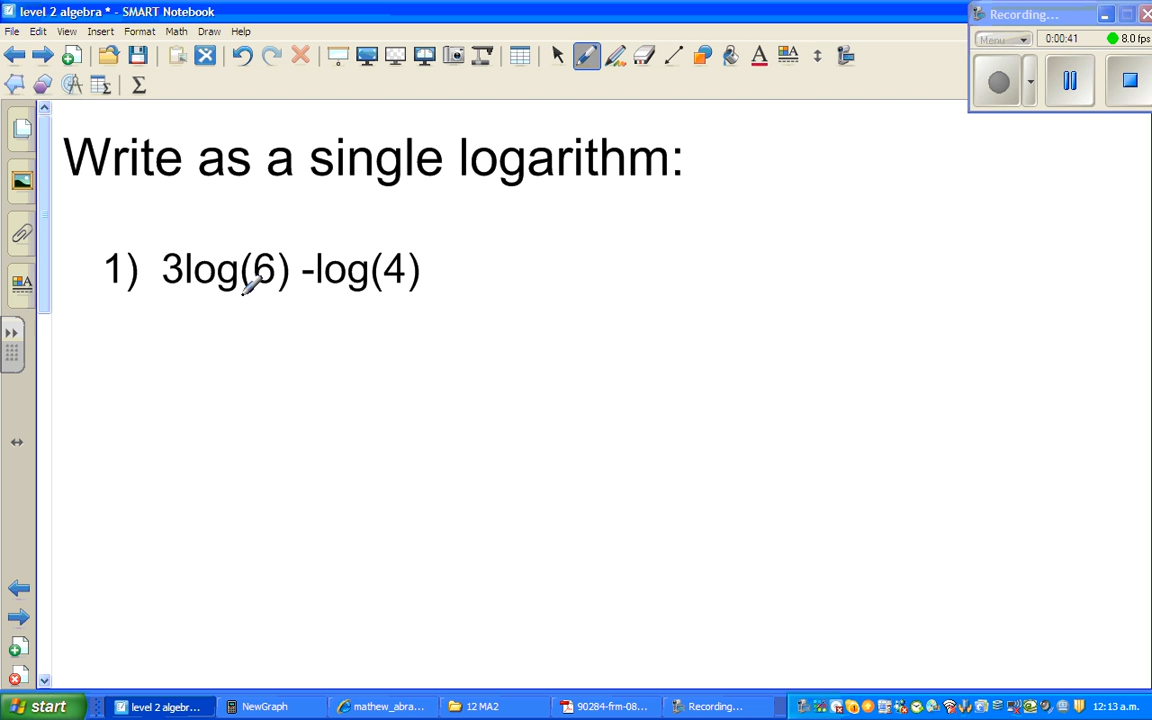 level 2 algebra * - SMART Notebook
Recording...
File Edit View Insert Format Math Draw Help
Menu 0:00:41 8.0 fps
Write as a single logarithm:
1) 3log(6) -log(4)
start level 2 algebr... NewGraph mathew_abra... 12 MA2 90284-frm-08... Recording... 12:13 a.m.